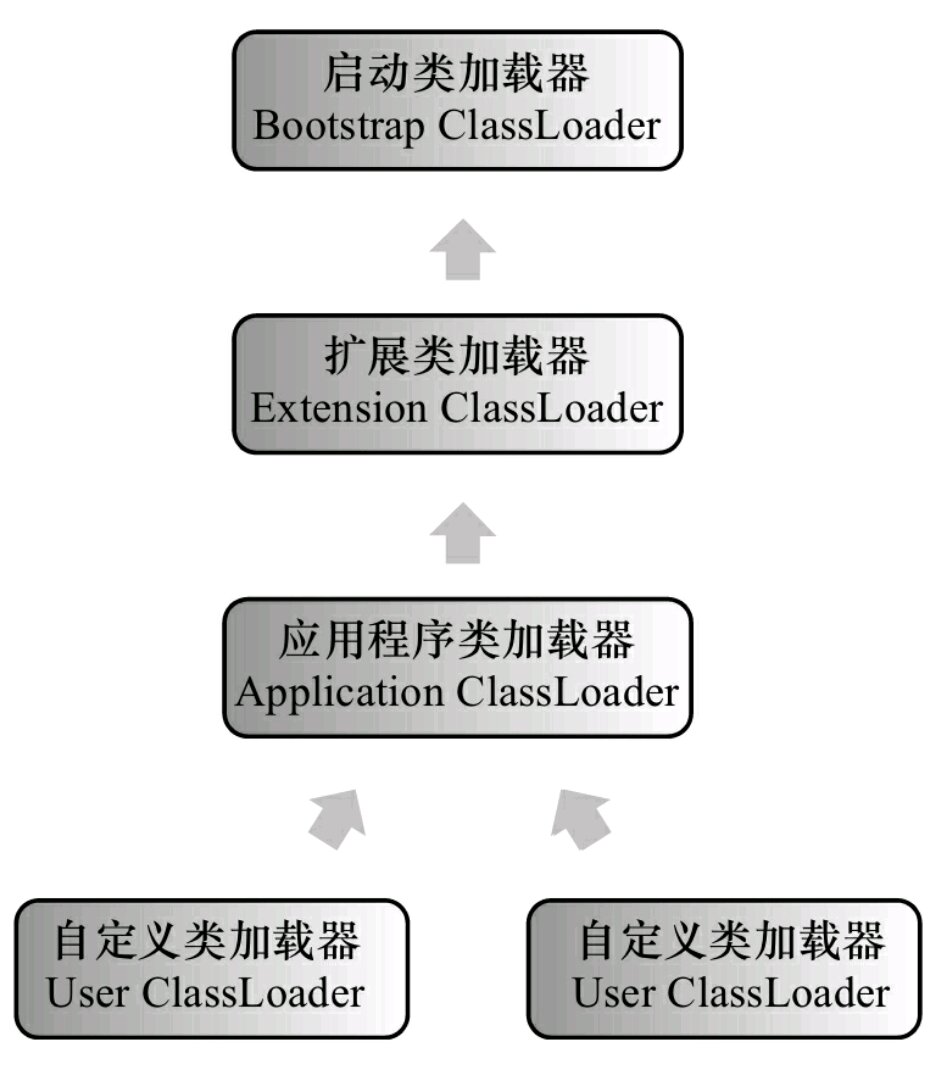 启动类加载器
Bootstrap ClassLoader
扩展类加载器
Extension ClassLoader
应用程序类加载器
Application ClassLoader
自定义类加载器
User ClassLoader
自定义类加载器
User ClassLoader